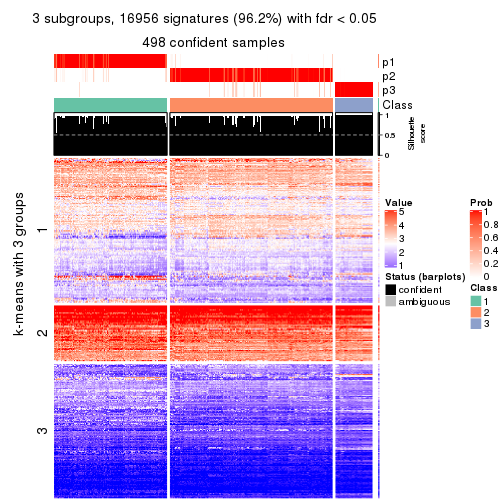 3 subgroups, 16956 signatures (96.2%) with fdr < 0.05
498 confident samples
p1
p2
p3
Class
1
0.5
0
Silhouette
score
k-means with 3 groups
1
2
3
Value
5
4
3
2
1
Status (barplots)
confident
ambiguous
Prob
1
0.8
0.6
0.4
0.2
0
Class
1
2
3